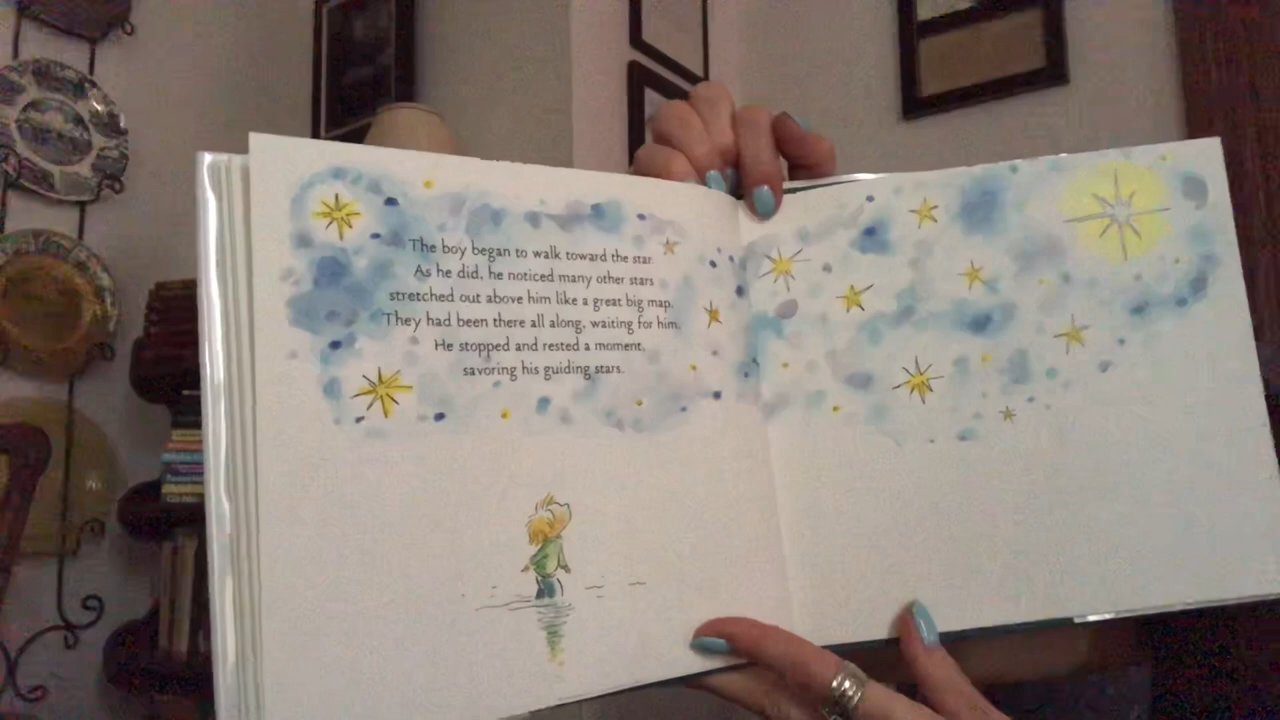 The boy began to walk toward the star.
As he did, he noticed many other stars
stretched out above him like a great big map.
They had been there all along, waiting for him.
He stopped and rested a moment,
savoring his guiding stars.